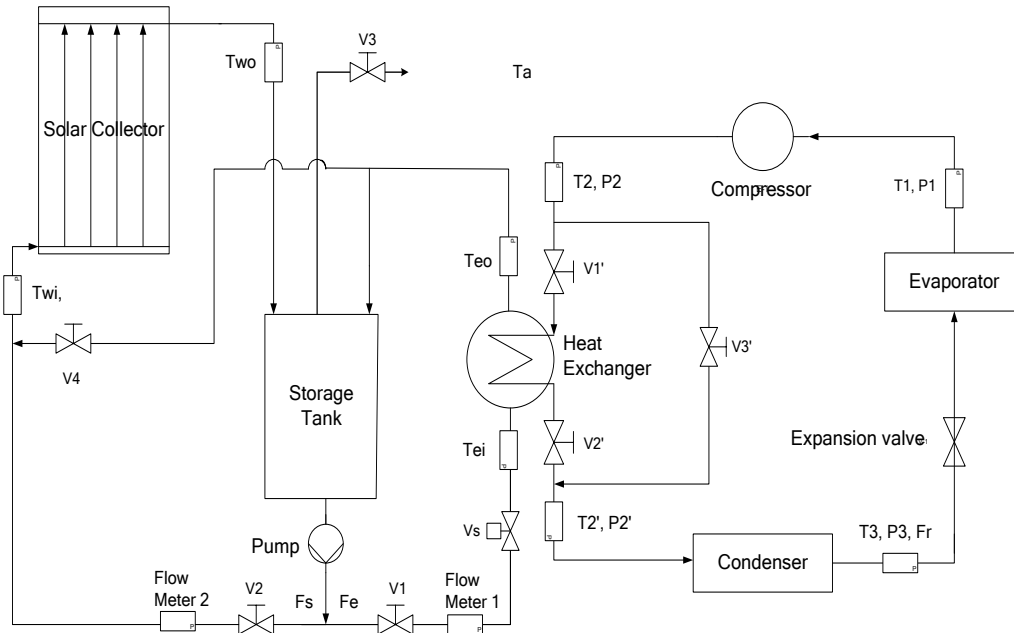 V3
Two
Ta
Solar Collector
Compressor
T2, P2
T1, P1
Teo
V1'
Evaporator
Twi,
Heat
Exchanger
V3'
V4
Storage
Tank
Tei
V2'
Expansion valve
Vs
T2', P2'
T3, P3, Fr
Pump
Condenser
Flow
Meter 2
V2
Fs
Fe
V1
Flow
Meter 1
P
P
P
P
P
P
P
P
P
P